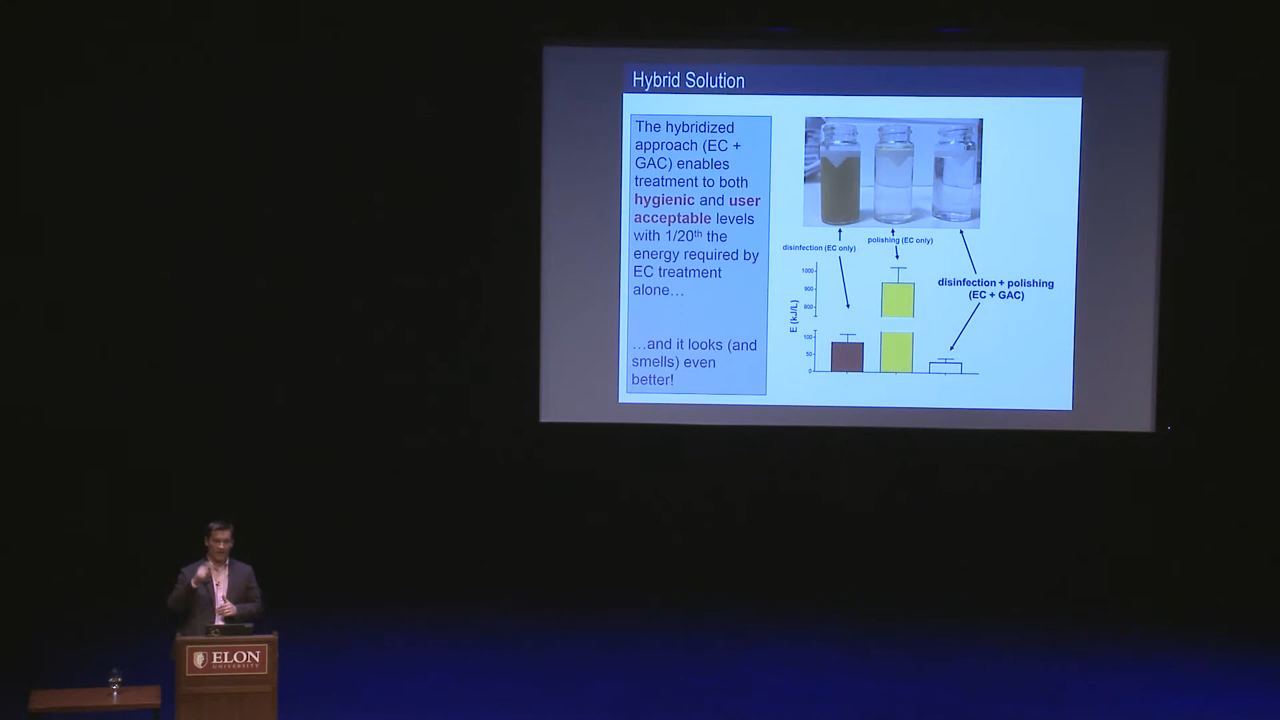 Hybrid Solution
The hybridized
approach (EC +
GAC) enables
treatment to both
hygienic and user
acceptable levels
with 1/20th the
energy required by
EC treatment
alone…
…and it looks (and
smells) even
better!
disinfection (EC only)
polishing (EC only)
disinfection + polishing
(EC + GAC)
E (kJ/L)
1000
900
800
100
50
0
ELON
UNIVERSITY